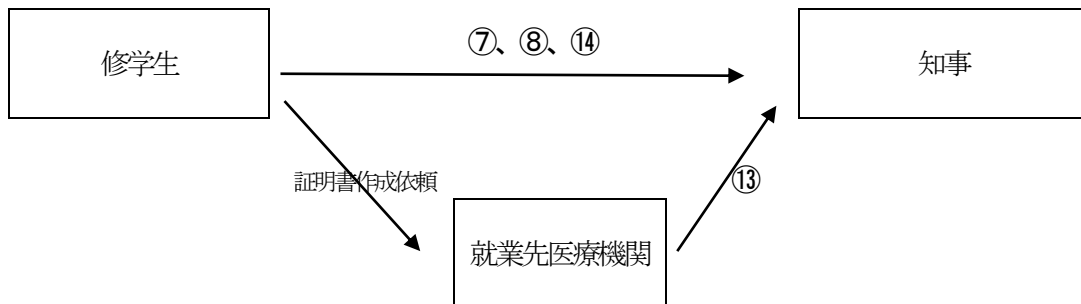 ⑦、⑧、⑭
修学生
知事
証明書作成依頼
⑬
就業先医療機関